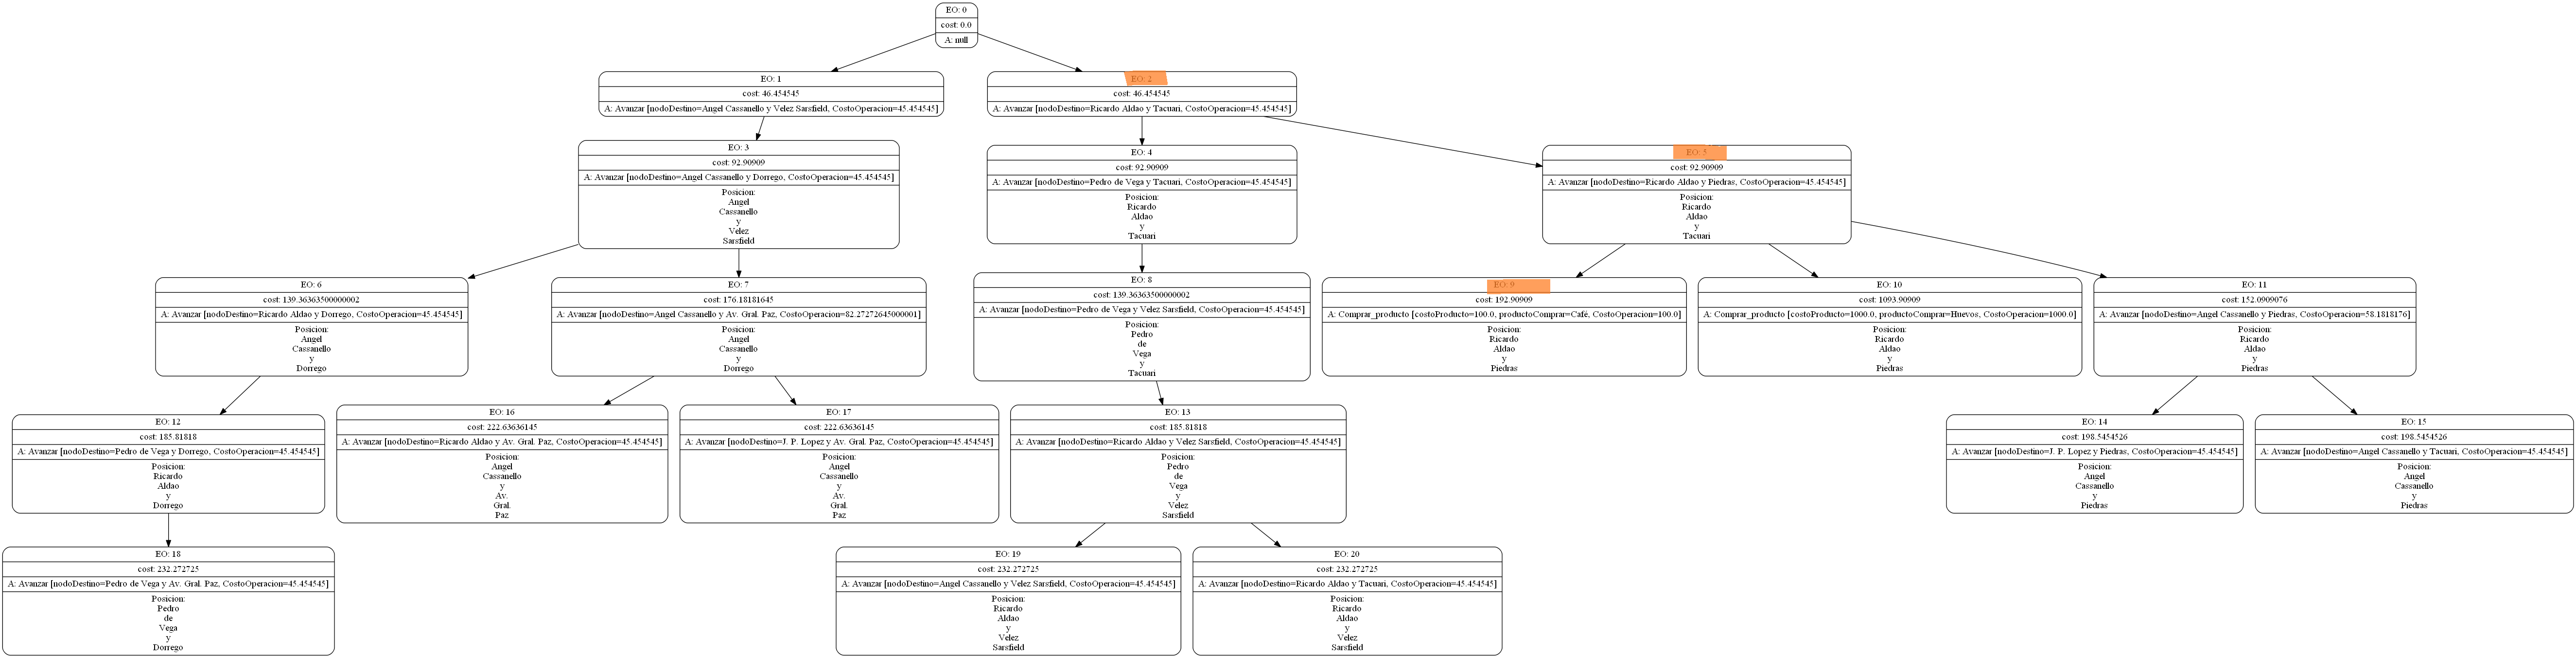 EO: 0
cost: 0.0
A: null
EO: 1
cost: 46.454545
A: Avanzar [nodoDestino=Angel Cassanello y Velez Sarsfield, CostoOperacion=45.454545]
EO: 2
cost: 46.454545
A: Avanzar [nodoDestino=Ricardo Aldao y Tacuari, CostoOperacion=45.454545]
EO: 3
cost: 92.90909
A: Avanzar [nodoDestino=Angel Cassanello y Dorrego, CostoOperacion=45.454545]
Posicion:
Angel
Cassanello
y
Velez
Sarsfield
EO: 4
cost: 92.90909
A: Avanzar [nodoDestino=Pedro de Vega y Tacuari, CostoOperacion=45.454545]
Posicion:
Ricardo
Aldao
y
Tacuari
EO: 5
cost: 92.90909
A: Avanzar [nodoDestino=Ricardo Aldao y Piedras, CostoOperacion=45.454545]
Posicion:
Ricardo
Aldao
y
Tacuari
EO: 6
cost: 139.36363500000002
A: Avanzar [nodoDestino=Ricardo Aldao y Dorrego, CostoOperacion=45.454545]
Posicion:
Angel
Cassanello
y
Dorrego
EO: 7
cost: 176.18181645
A: Avanzar [nodoDestino=Angel Cassanello y Av. Gral. Paz, CostoOperacion=82.27272645000001]
Posicion:
Angel
Cassanello
y
Dorrego
EO: 8
cost: 139.36363500000002
A: Avanzar [nodoDestino=Pedro de Vega y Velez Sarsfield, CostoOperacion=45.454545]
Posicion:
Pedro
de
Vega
y
Tacuari
EO: 9
cost: 192.90909
A: Comprar_producto [costoProducto=100.0, productoComprar=Café, CostoOperacion=100.0]
Posicion:
Ricardo
Aldao
y
Piedras
EO: 10
cost: 1093.90909
A: Comprar_producto [costoProducto=1000.0, productoComprar=Huevos, CostoOperacion=1000.0]
Posicion:
Ricardo
Aldao
y
Piedras
EO: 11
cost: 152.0909076
A: Avanzar [nodoDestino=Angel Cassanello y Piedras, CostoOperacion=58.1818176]
Posicion:
Ricardo
Aldao
y
Piedras
EO: 12
cost: 185.81818
A: Avanzar [nodoDestino=Pedro de Vega y Dorrego, CostoOperacion=45.454545]
Posicion:
Ricardo
Aldao
y
Dorrego
EO: 16
cost: 222.63636145
A: Avanzar [nodoDestino=Ricardo Aldao y Av. Gral. Paz, CostoOperacion=45.454545]
Posicion:
Angel
Cassanello
y
Av.
Gral.
Paz
EO: 17
cost: 222.63636145
A: Avanzar [nodoDestino=J. P. Lopez y Av. Gral. Paz, CostoOperacion=45.454545]
Posicion:
Angel
Cassanello
y
Av.
Gral.
Paz
EO: 13
cost: 185.81818
A: Avanzar [nodoDestino=Ricardo Aldao y Velez Sarsfield, CostoOperacion=45.454545]
Posicion:
Pedro
de
Vega
y
Velez
Sarsfield
EO: 14
cost: 198.5454526
A: Avanzar [nodoDestino=J. P. Lopez y Piedras, CostoOperacion=45.454545]
Posicion:
Angel
Cassanello
y
Piedras
EO: 15
cost: 198.5454526
A: Avanzar [nodoDestino=Angel Cassanello y Tacuari, CostoOperacion=45.454545]
Posicion:
Angel
Cassanello
y
Piedras
EO: 18
cost: 232.272725
A: Avanzar [nodoDestino=Pedro de Vega y Av. Gral. Paz, CostoOperacion=45.454545]
Posicion:
Pedro
de
Vega
y
Dorrego
EO: 19
cost: 232.272725
A: Avanzar [nodoDestino=Angel Cassanello y Velez Sarsfield, CostoOperacion=45.454545]
Posicion:
Ricardo
Aldao
y
Velez
Sarsfield
EO: 20
cost: 232.272725
A: Avanzar [nodoDestino=Ricardo Aldao y Tacuari, CostoOperacion=45.454545]
Posicion:
Ricardo
Aldao
y
Velez
Sarsfield